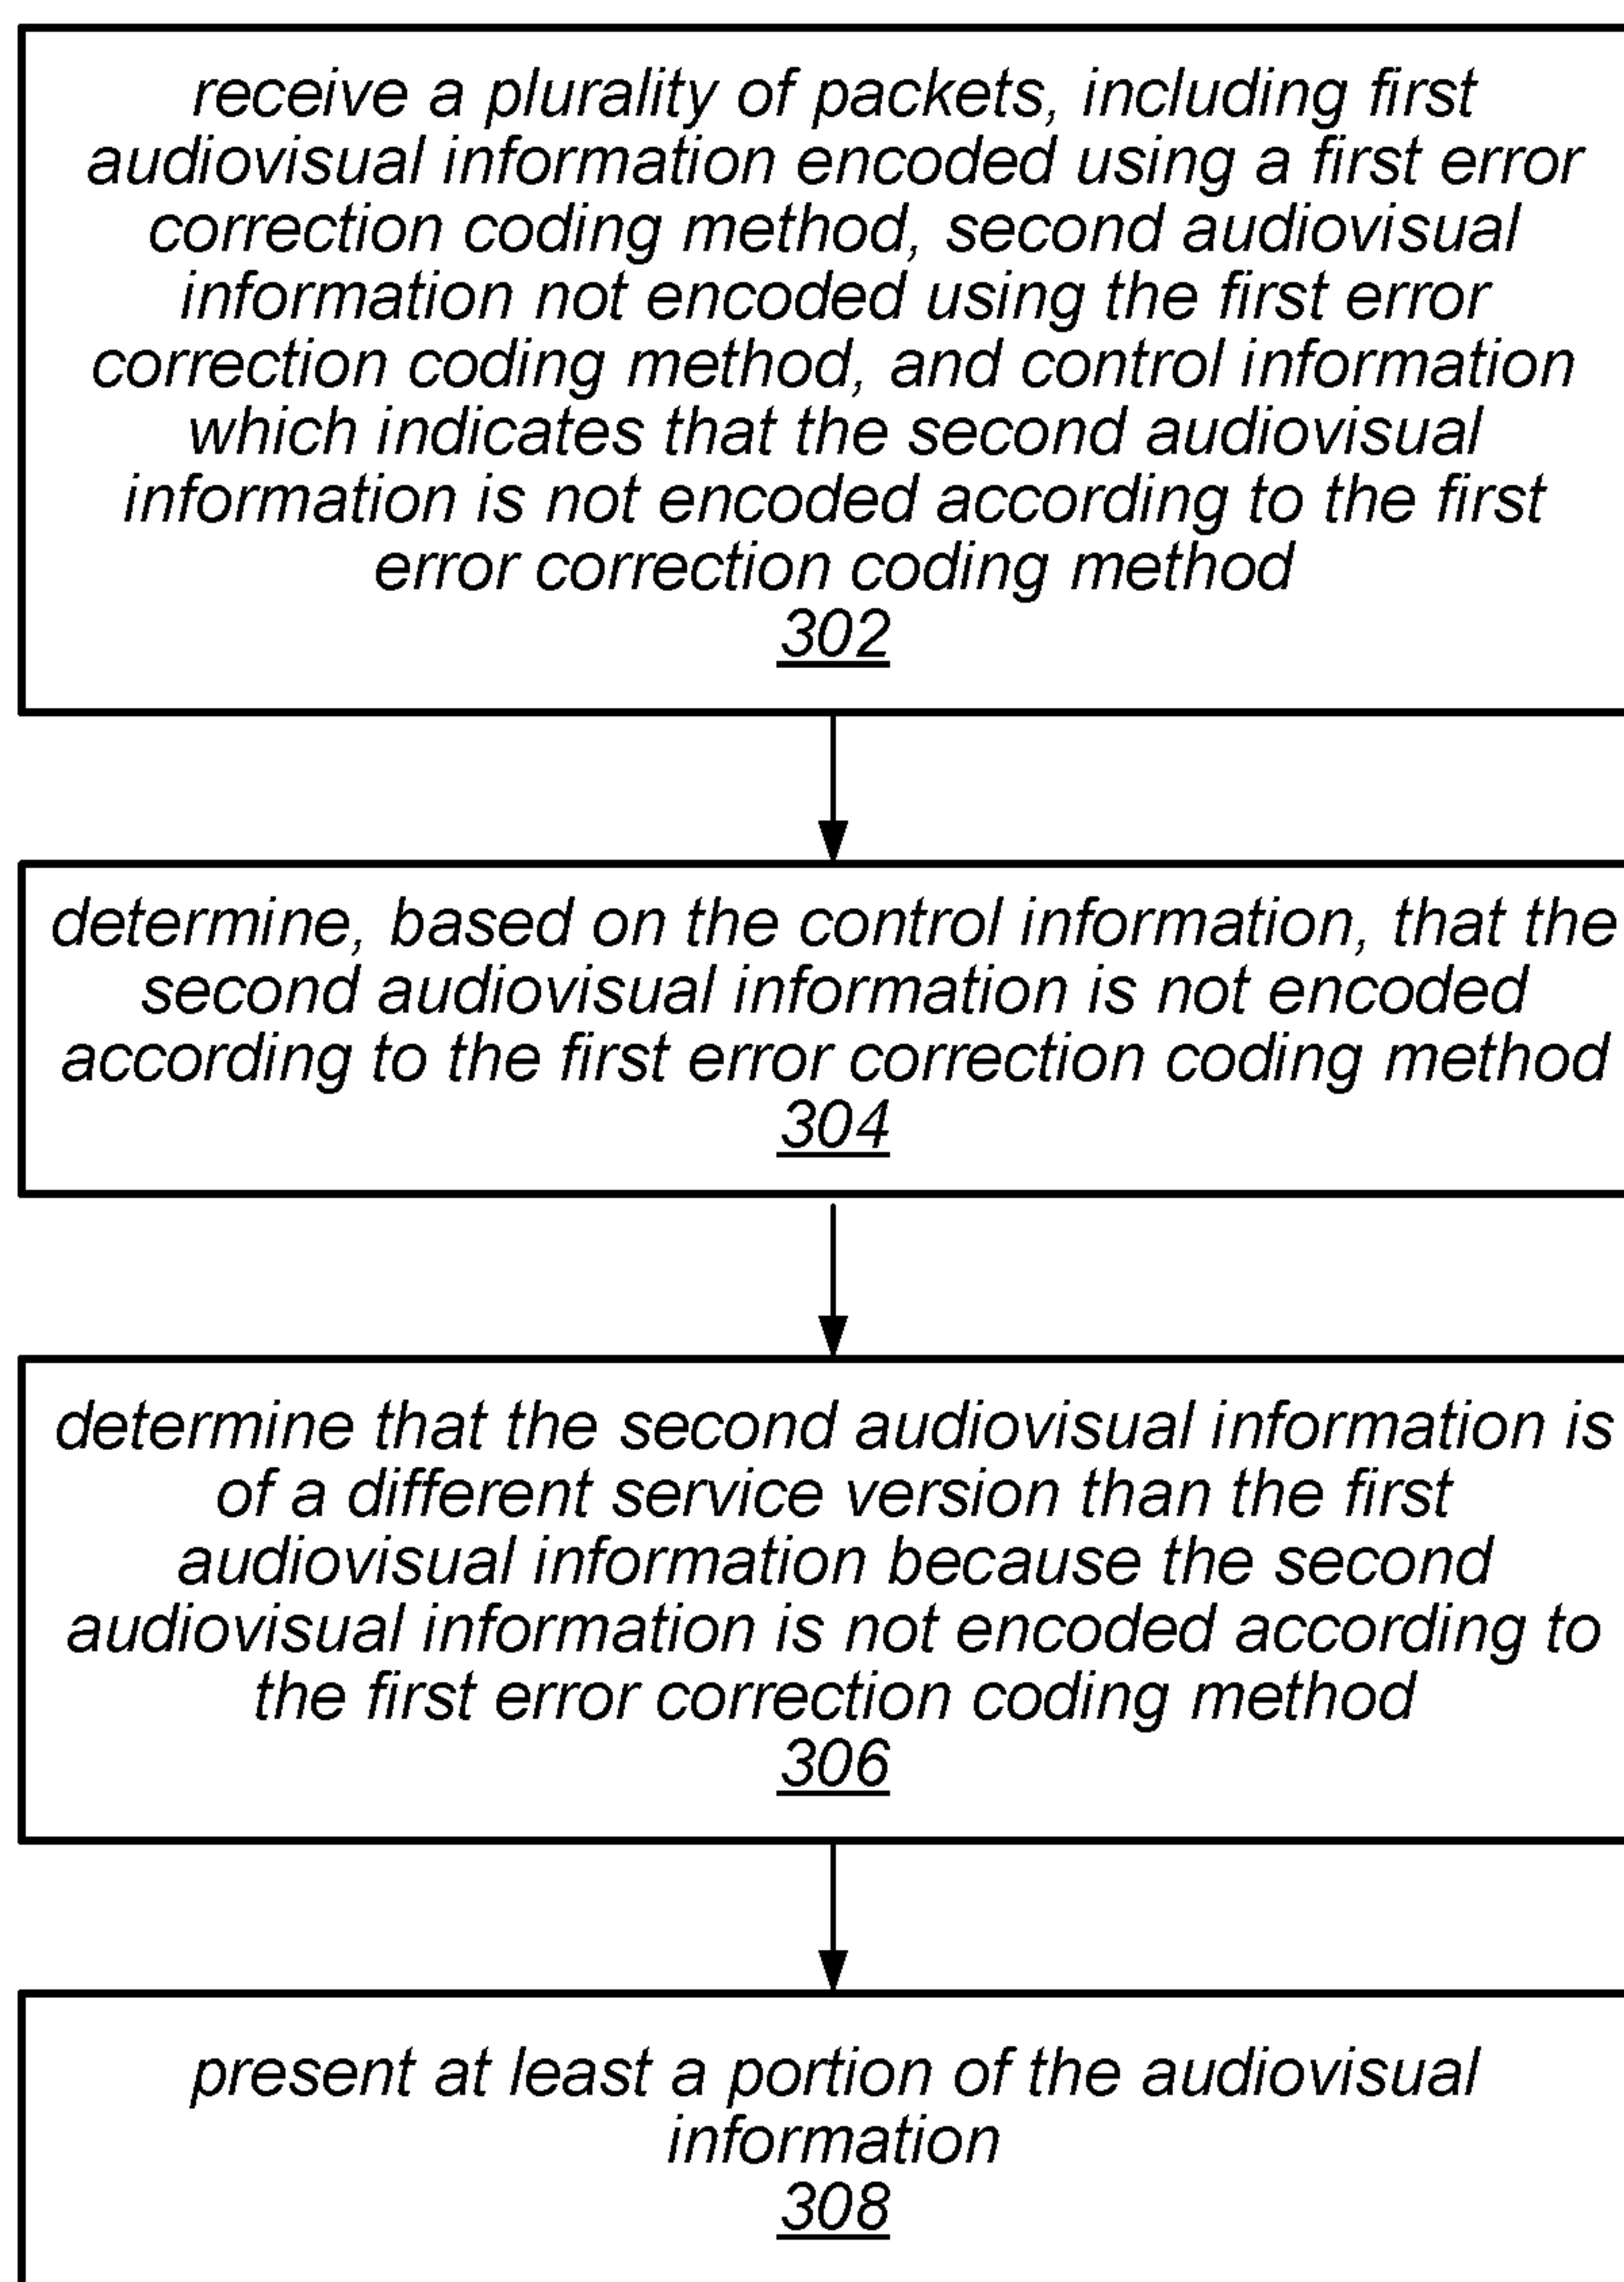 receive a plurality of packets, including first
audiovisual information encoded using a first error
correction coding method, second audiovisual
information not encoded using the first error
correction coding method, and control information
which indicates that the second audiovisual
information is not encoded according to the first
error correction coding method
302
determine, based on the control information, that the
second audiovisual information is not encoded
according to the first error correction coding method
304
determine that the second audiovisual information is
of a different service version than the first
audiovisual information because the second
audiovisual information is not encoded according to
the first error correction coding method
306
present at least a portion of the audiovisual
information
308